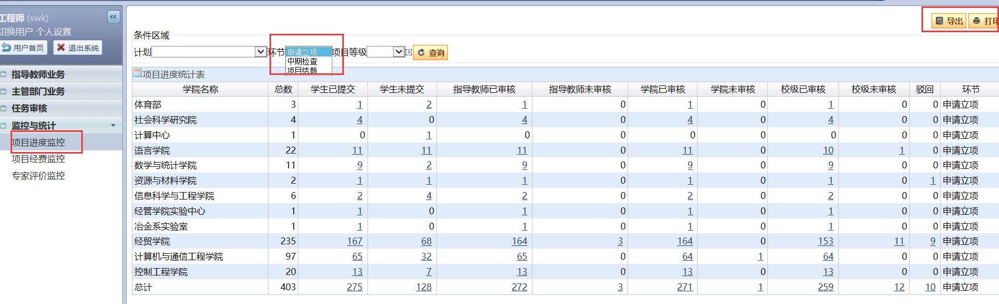 工程师 (swk)
切换用户 个人设置
用户首页 退出系统
指导教师业务
主管部门业务
任务审核
监控与统计
项目进度监控
项目经费监控
专家评价监控
导出 打印
条件区域
计划 环节 申请立项 项目等级 查询
中期检查
项目结题
项目进度统计表
学院名称 总数 学生已提交 学生未提交 指导教师已审核 指导教师未审核 学院已审核 学院未审核 校级已审核 校级未审核 驳回 环节
体育部 3 1 2 1 0 1 0 1 0 0 申请立项
社会科学研究院 4 4 0 4 0 4 0 4 0 0 申请立项
计算中心 1 0 1 0 0 0 0 0 0 0 申请立项
语言学院 22 11 11 11 0 11 0 10 1 0 申请立项
数学与统计学院 11 9 2 9 0 9 0 9 0 0 申请立项
资源与材料学院 2 1 1 1 0 1 0 1 0 1 申请立项
信息科学与工程学院 6 2 4 2 0 2 0 2 0 0 申请立项
经管学院实验中心 1 1 0 1 0 1 0 1 0 0 申请立项
冶金系实验室 1 1 0 1 0 1 0 1 0 0 申请立项
经贸学院 235 167 68 164 3 164 0 153 11 9 申请立项
计算机与通信工程学院 97 65 32 65 0 64 1 64 0 0 申请立项
控制工程学院 20 13 7 13 0 13 0 13 0 0 申请立项
总计 403 275 128 272 3 271 1 259 12 10 申请立项